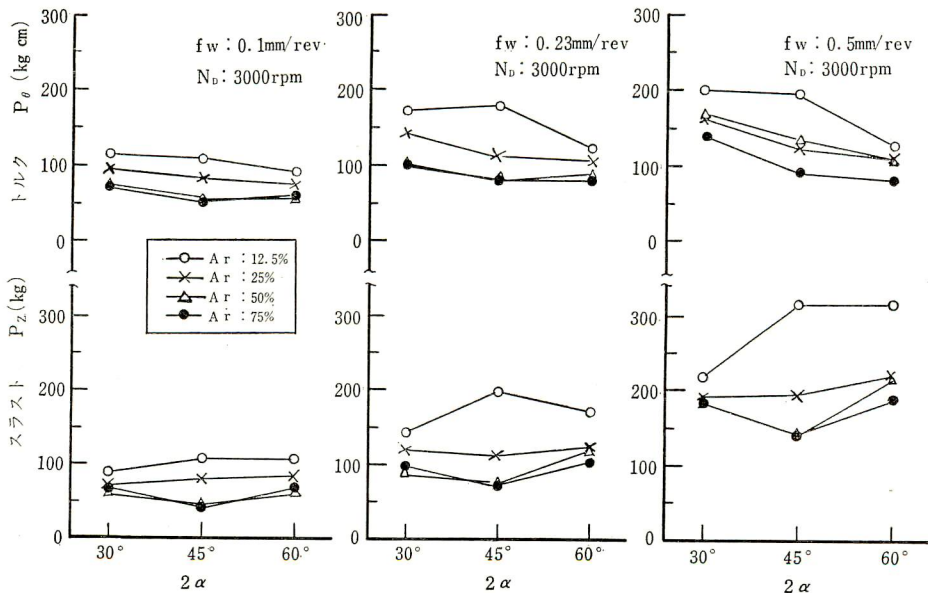 300
200
100
0
300
200
100
0
P_θ (kg cm)
トルク
P_Z (kg)
スラスト
fw：0.1mm/rev
N_D：3000rpm
○ Ar：12.5%
× Ar：25%
△ Ar：50%
● Ar：75%
30° 45° 60°
2α
300
200
100
0
300
200
100
0
fw：0.23mm/rev
N_D：3000rpm
30° 45° 60°
2α
300
200
100
0
300
200
100
0
fw：0.5mm/rev
N_D：3000rpm
30° 45° 60°
2α